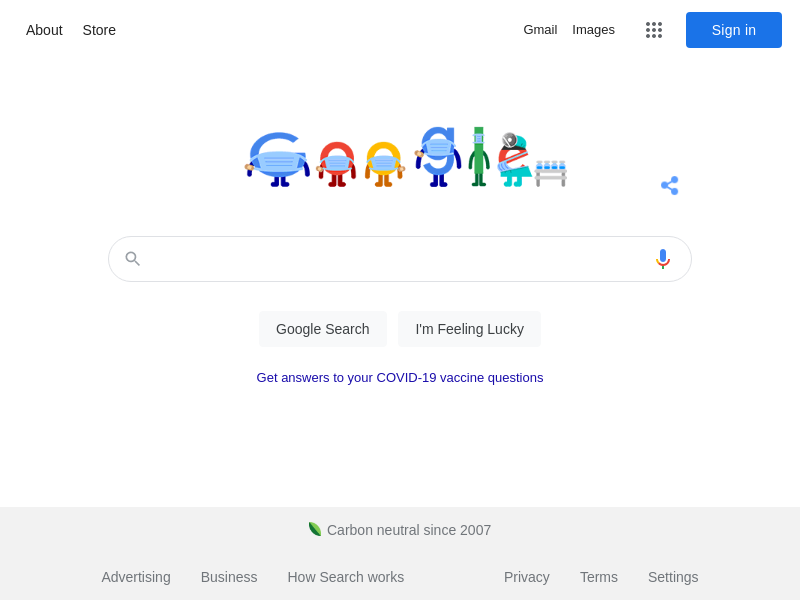 About Store Gmail Images Sign in
Google
Google Search I'm Feeling Lucky
Get answers to your COVID-19 vaccine questions
Carbon neutral since 2007
Advertising Business How Search works Privacy Terms Settings